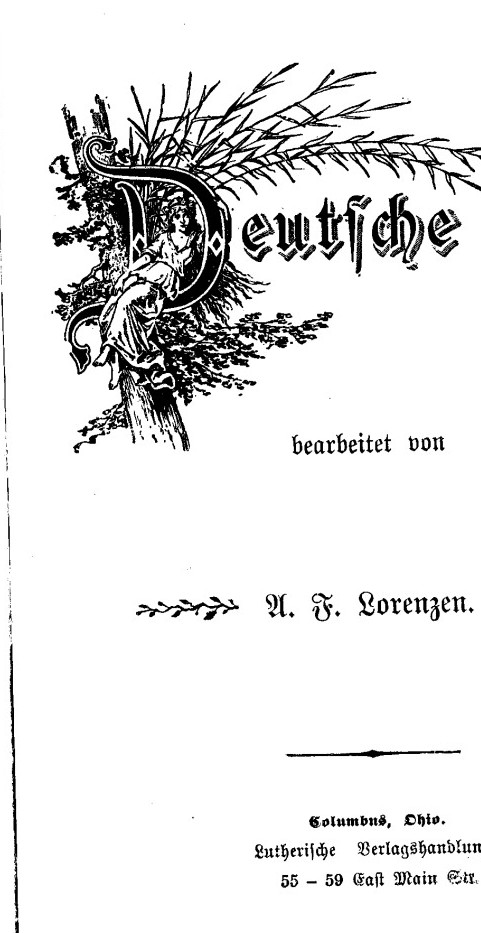 Deutsche
bearbeitet von
A. F. Lorenzen.
Columbus, Ohio.
Lutherische Verlagshandlun
55 – 59 East Main Str.